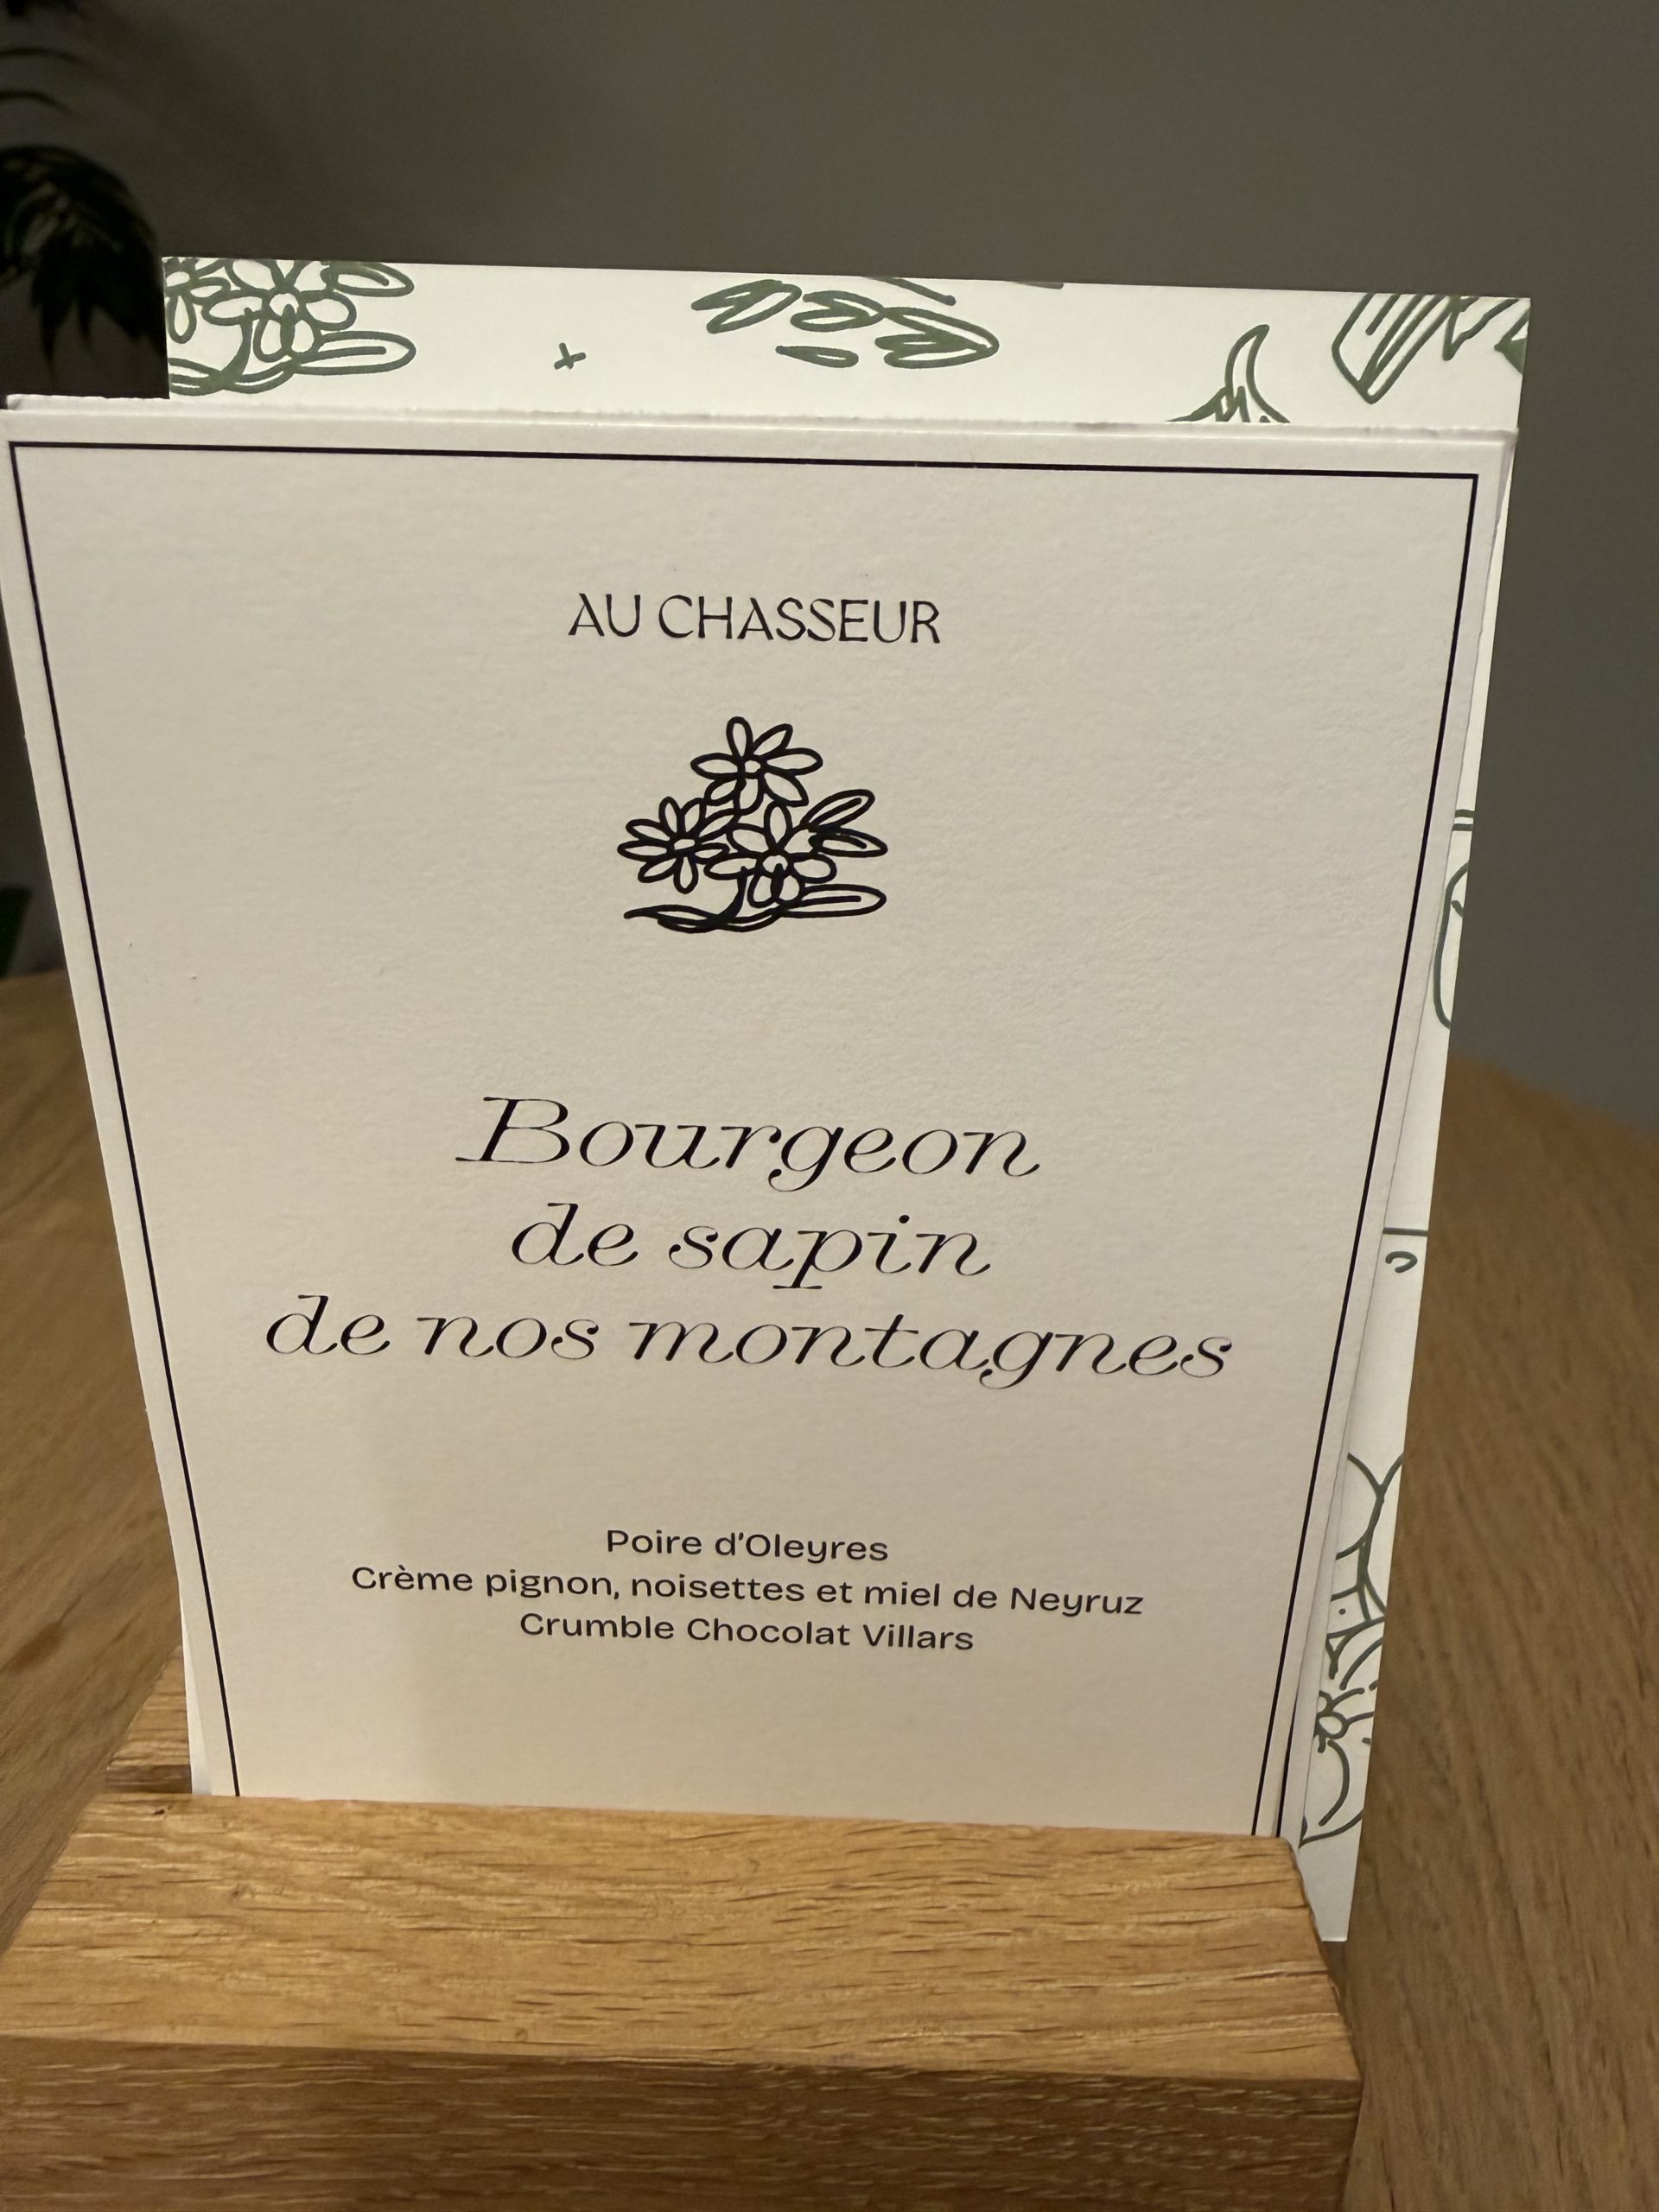 AU CHASSEUR
Bourgeon
de sapin
de nos montagnes
Poire d'Oleyres
Crème pignon, noisettes et miel de Neyruz
Crumble Chocolat Villars